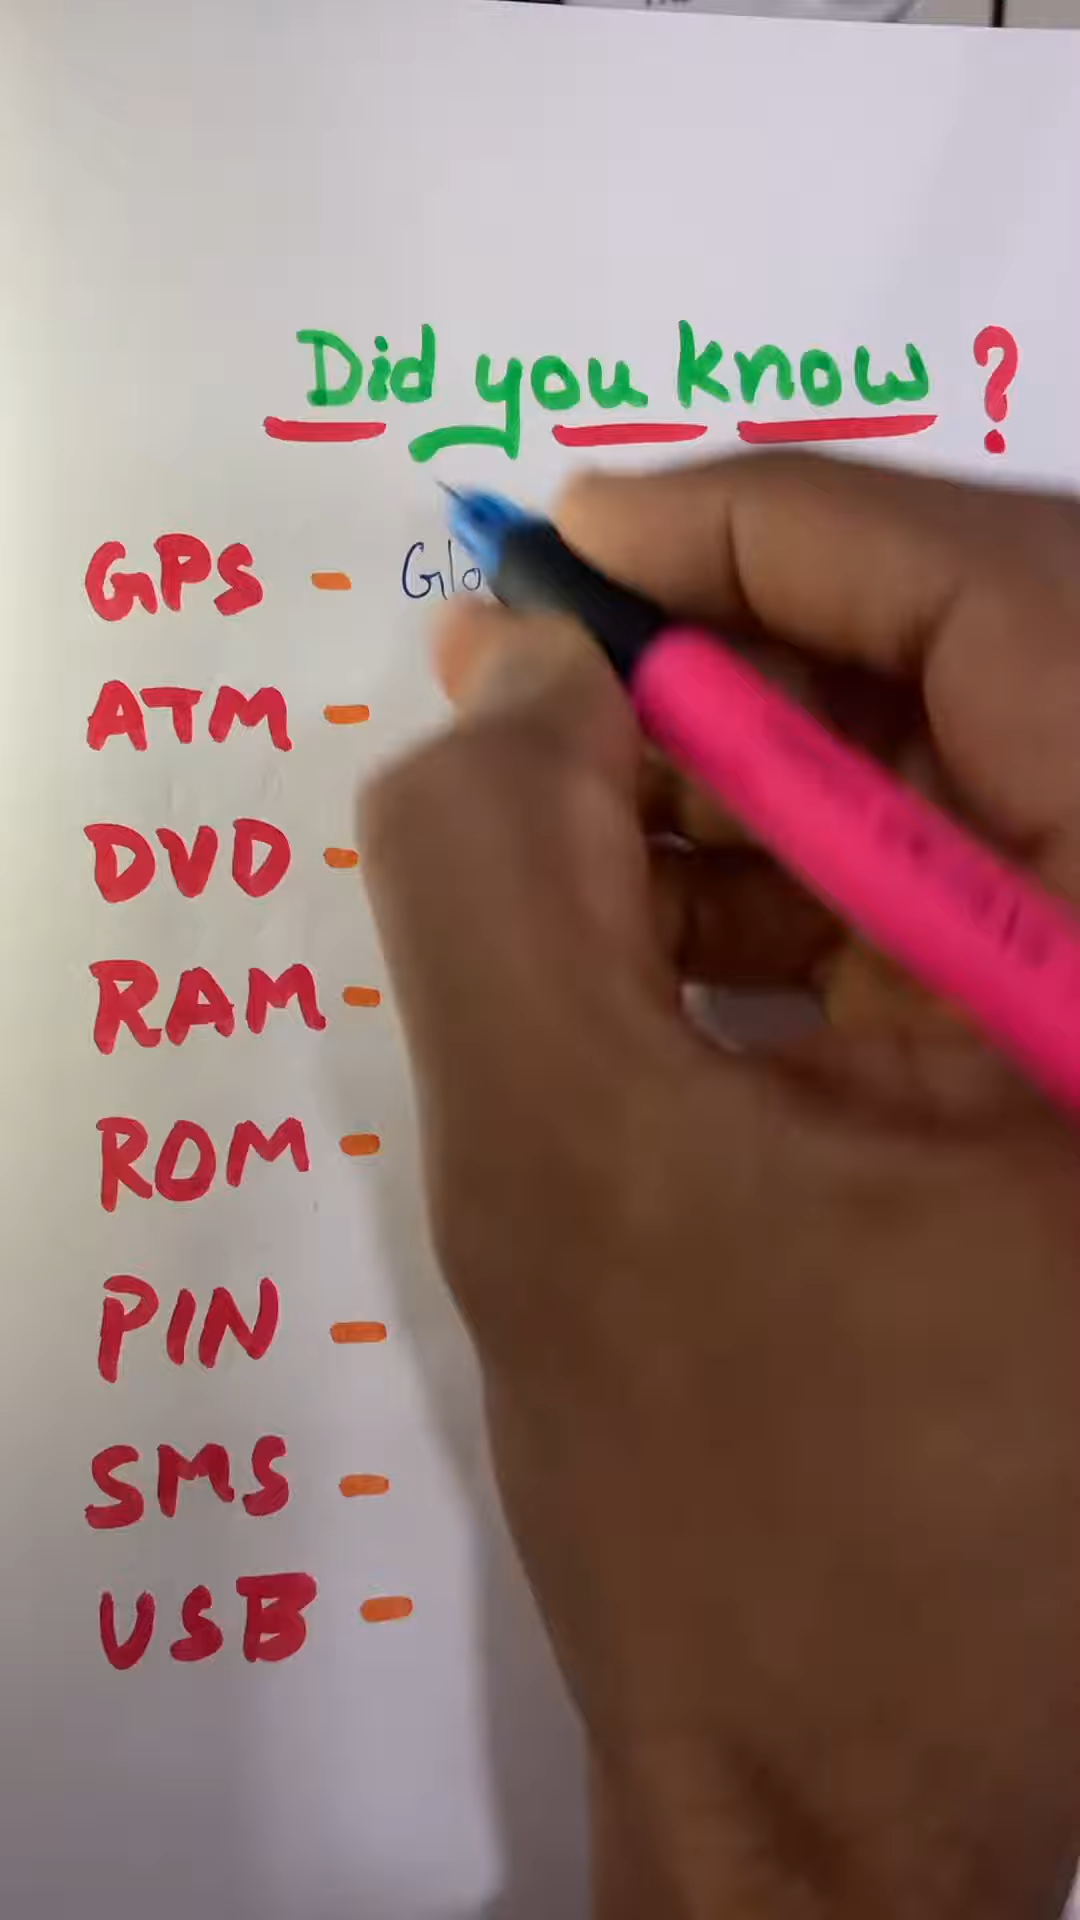 Did you know ?
GPS - Glo
ATM -
DVD -
RAM -
ROM -
PIN -
SMS -
USB -